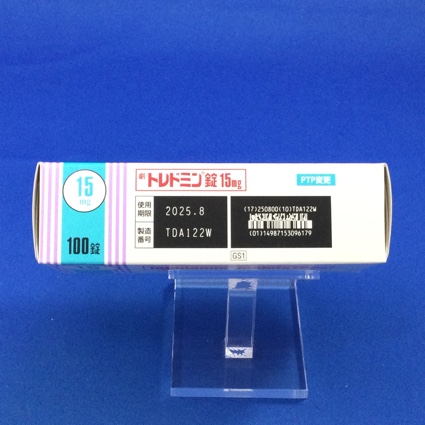 15
mg
100錠
劇 トレドミン®錠15mg
PTP変更
使用
期限
2025.8
製造
番号
TDA122W
(17)250800(10)TDA122W
(01)14987153096179
GS1